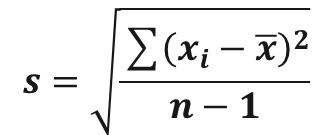 s = √(∑(xᵢ − x̅)² / (n − 1))